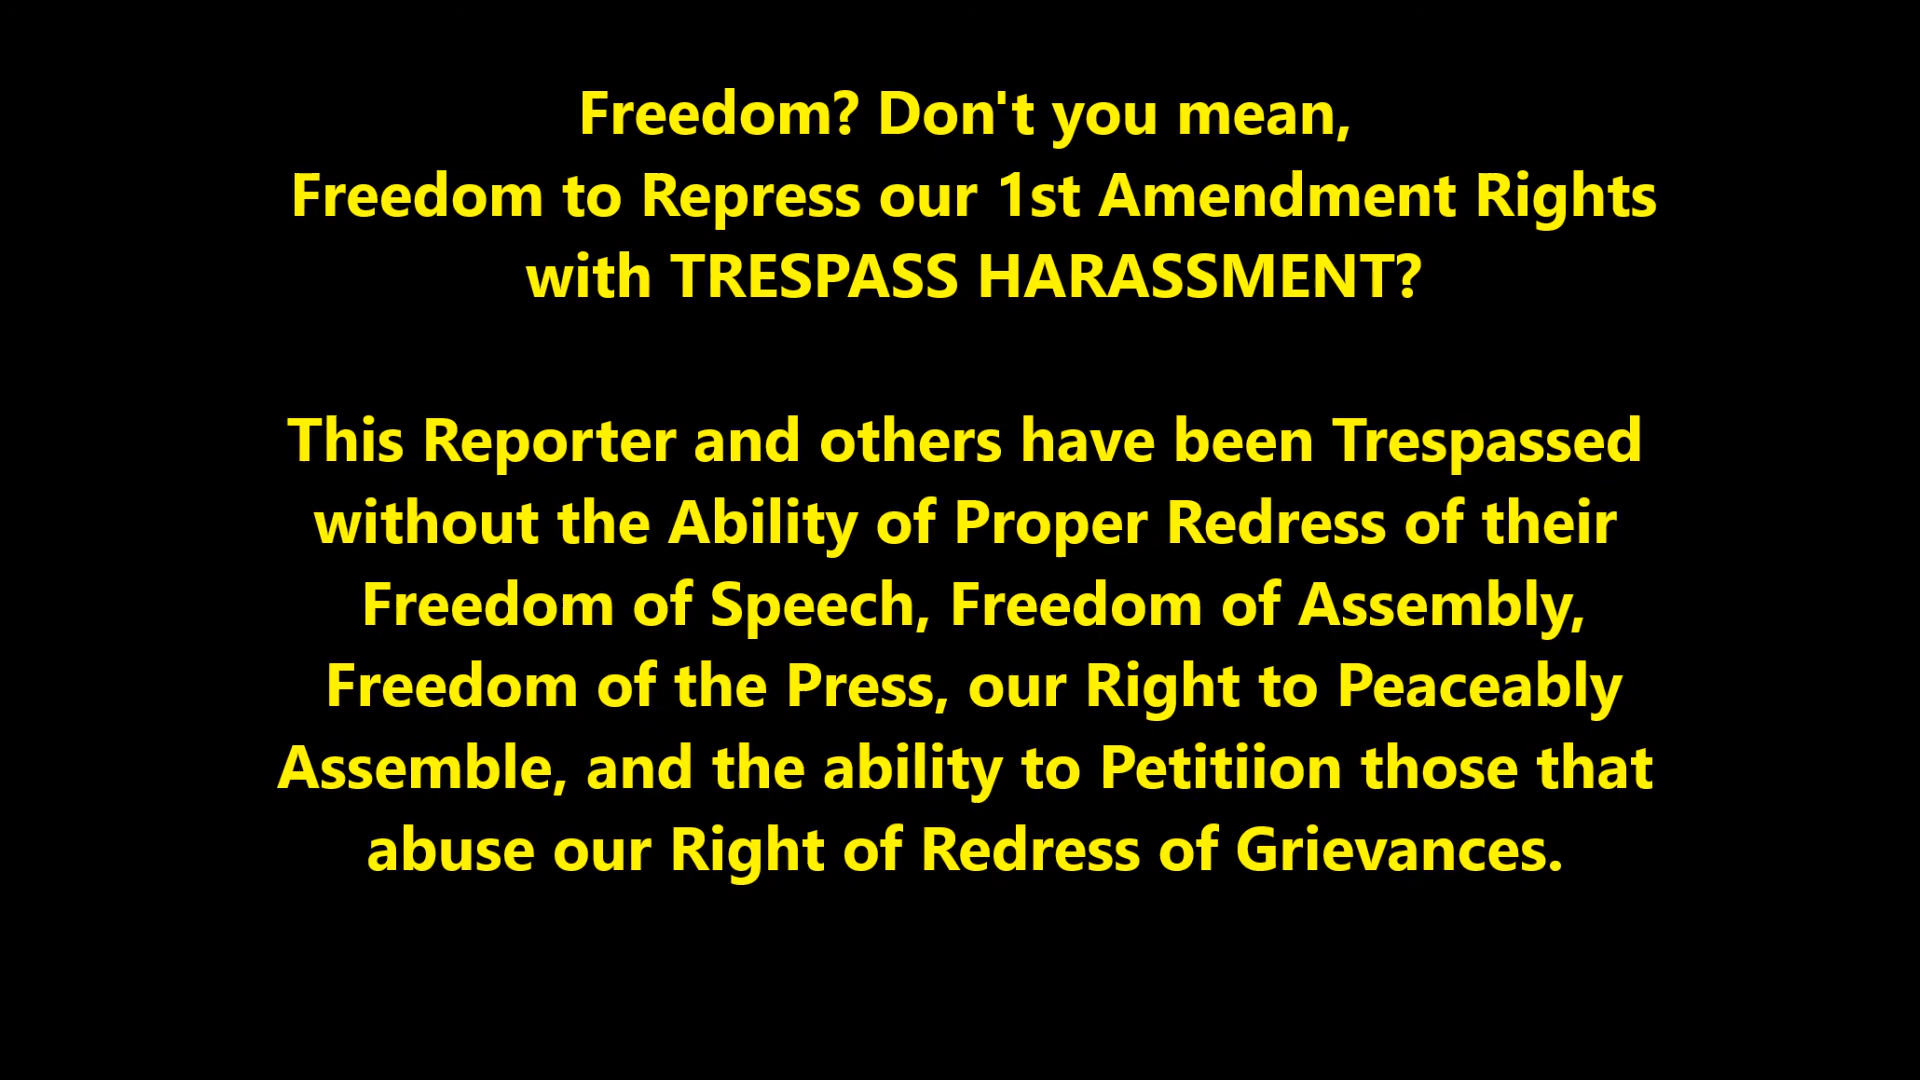 Freedom? Don't you mean,
Freedom to Repress our 1st Amendment Rights
with TRESPASS HARASSMENT?
This Reporter and others have been Trespassed
without the Ability of Proper Redress of their
Freedom of Speech, Freedom of Assembly,
Freedom of the Press, our Right to Peaceably
Assemble, and the ability to Petitiion those that
abuse our Right of Redress of Grievances.